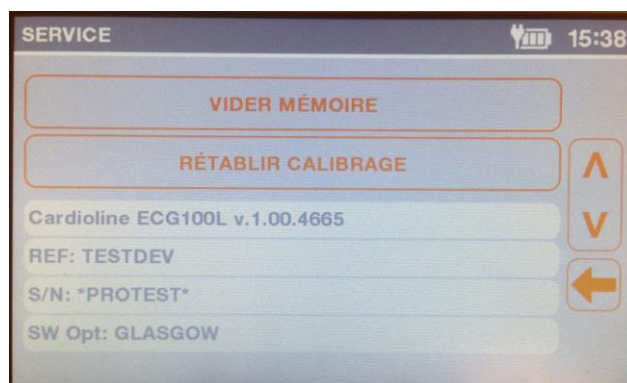 SERVICE 15:38
VIDER MÉMOIRE
RÉTABLIR CALIBRAGE
Cardioline ECG100L v.1.00.4665
REF: TESTDEV
S/N: *PROTEST*
SW Opt: GLASGOW